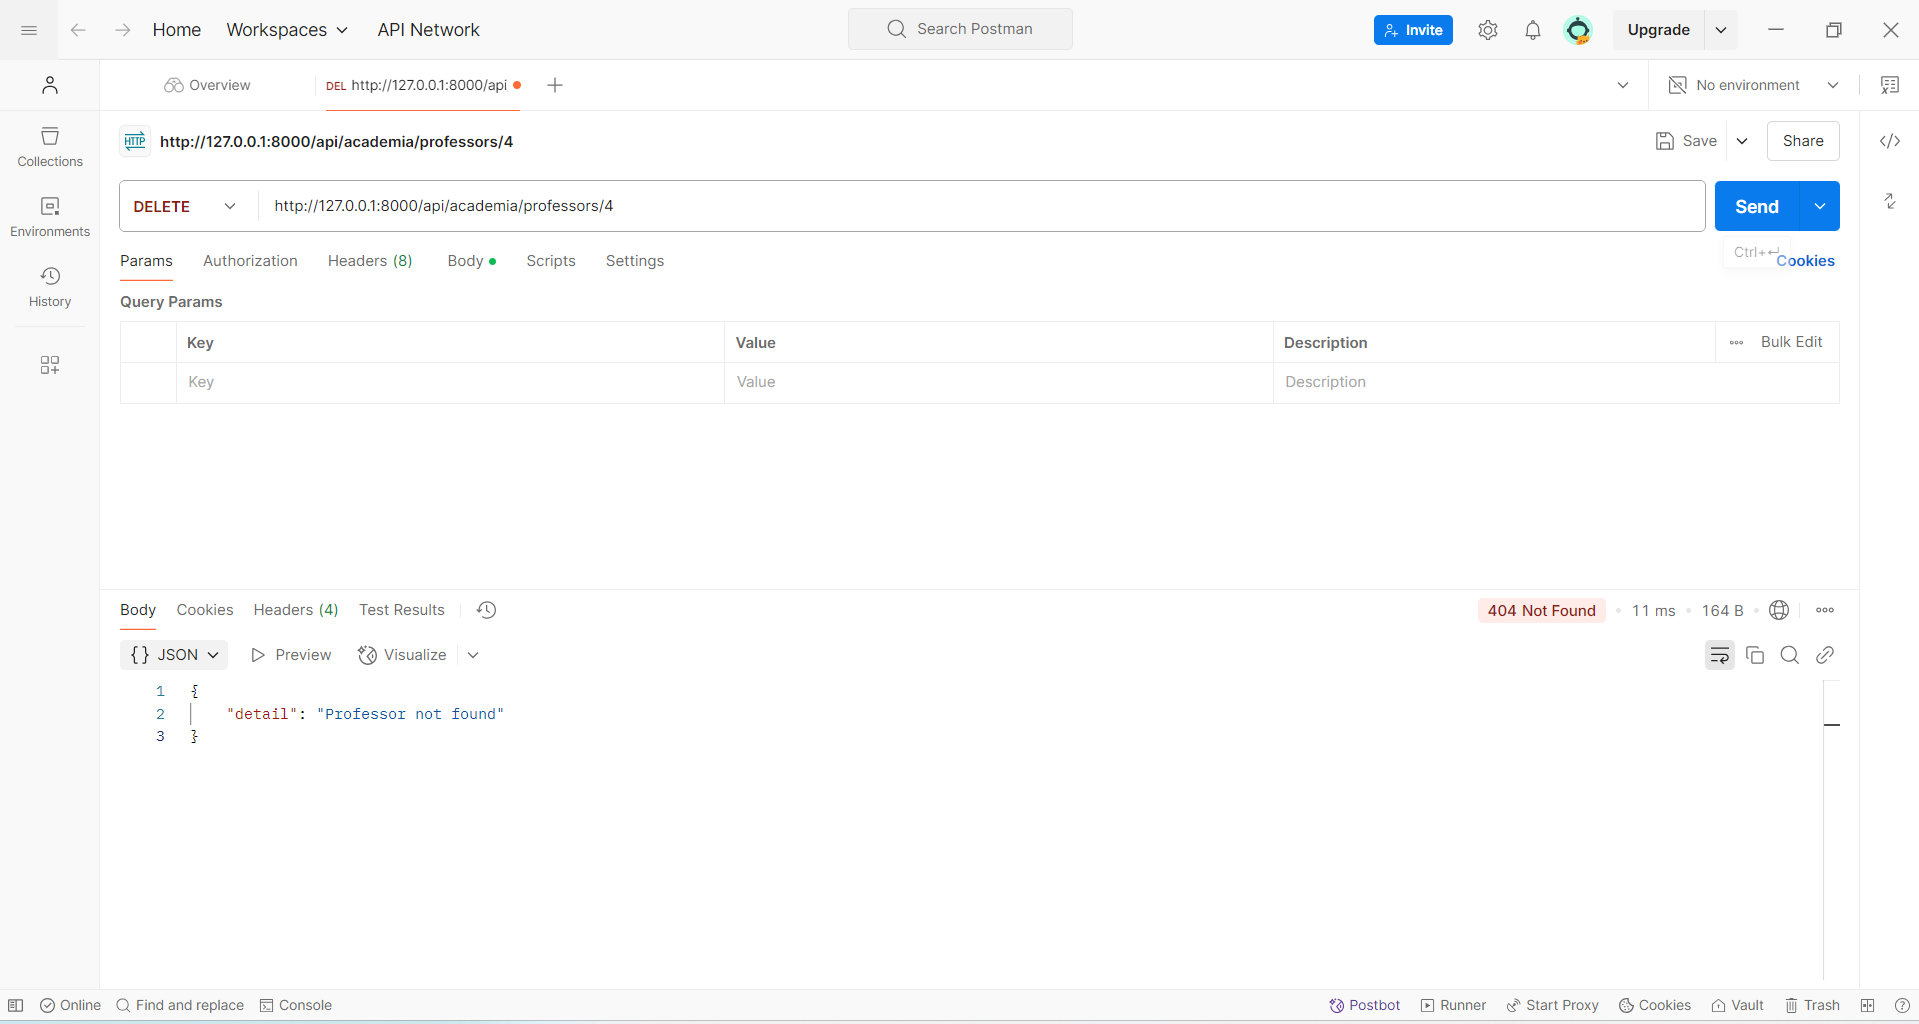 Home Workspaces API Network Search Postman Invite Upgrade
Overview DEL http://127.0.0.1:8000/api No environment
HTTP http://127.0.0.1:8000/api/academia/professors/4 Save Share
Collections
DELETE http://127.0.0.1:8000/api/academia/professors/4 Send
Environments
Ctrl+↵
Params Authorization Headers (8) Body Scripts Settings Cookies
History
Query Params
Key Value Description Bulk Edit
Key Value Description
Body Cookies Headers (4) Test Results 404 Not Found 11 ms 164 B
{} JSON Preview Visualize
1 {
2 "detail": "Professor not found"
3 }
Online Find and replace Console Postbot Runner Start Proxy Cookies Vault Trash